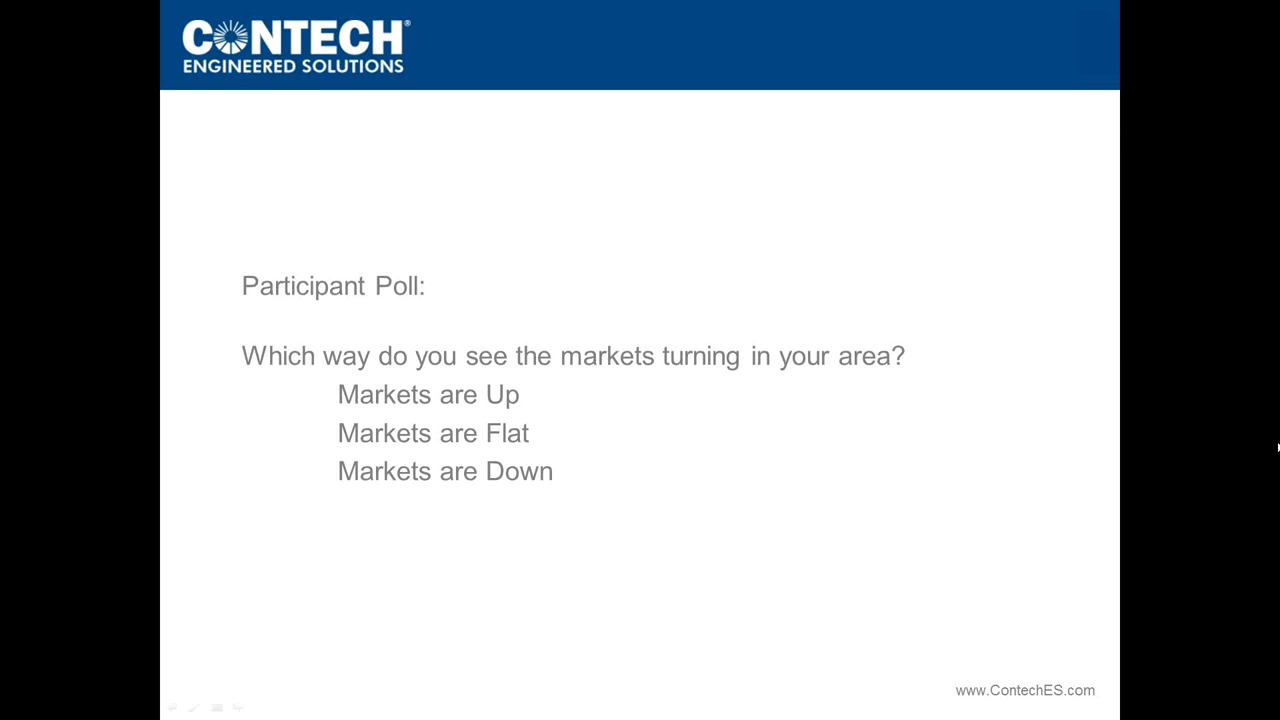 CONTECH®
ENGINEERED SOLUTIONS
Participant Poll:
Which way do you see the markets turning in your area?
Markets are Up
Markets are Flat
Markets are Down
www.ContechES.com